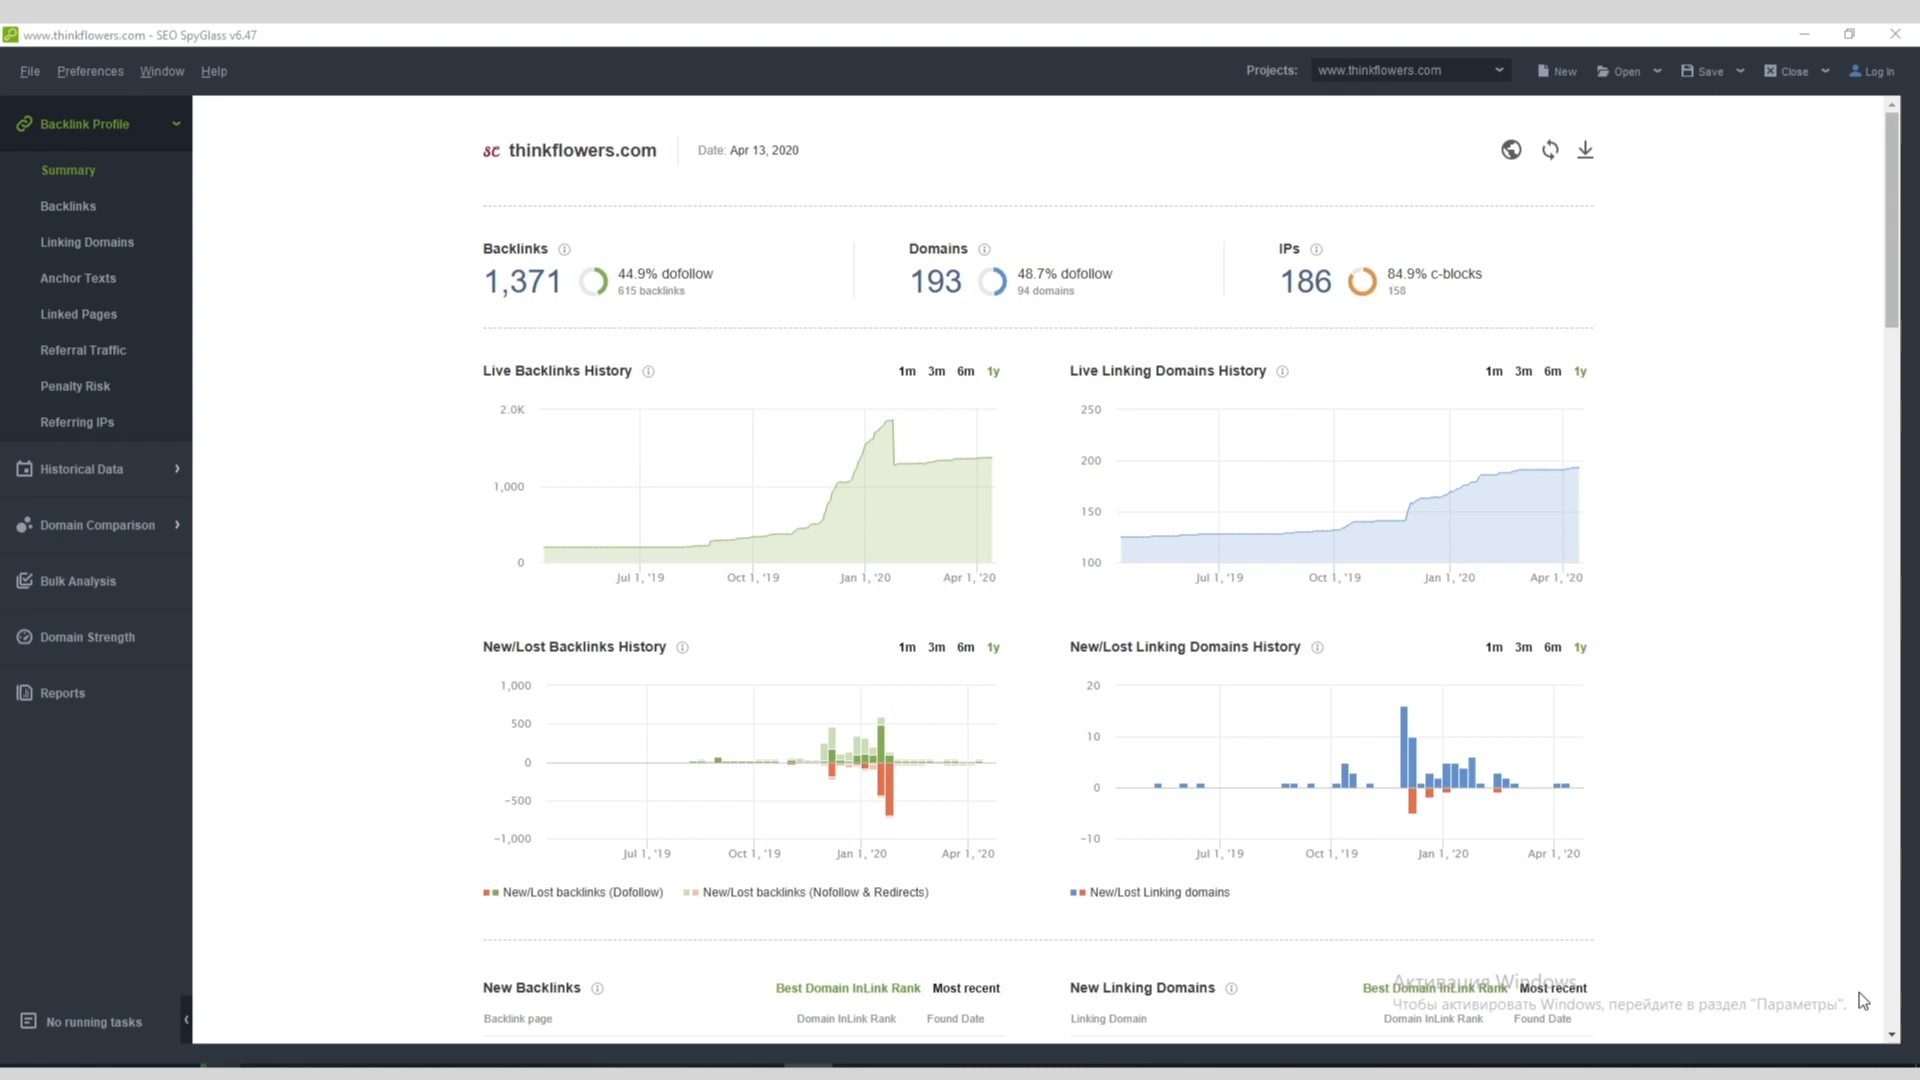 www.thinkflowers.com - SEO SpyGlass v6.47
File Preferences Window Help
Projects: www.thinkflowers.com New Open Save Close Log In
Backlink Profile
Summary
Backlinks
Linking Domains
Anchor Texts
Linked Pages
Referral Traffic
Penalty Risk
Referring IPs
Historical Data
Domain Comparison
Bulk Analysis
Domain Strength
Reports
No running tasks
sc thinkflowers.com Date: Apr 13, 2020
Backlinks
1,371 44.9% dofollow
615 backlinks
Domains
193 48.7% dofollow
94 domains
IPs
186 84.9% c-blocks
158
Live Backlinks History 1m 3m 6m 1y
2.0K
1,000
0
Jul 1, '19 Oct 1, '19 Jan 1, '20 Apr 1, '20
Live Linking Domains History 1m 3m 6m 1y
250
200
150
100
Jul 1, '19 Oct 1, '19 Jan 1, '20 Apr 1, '20
New/Lost Backlinks History 1m 3m 6m 1y
1,000
500
0
-500
-1,000
Jul 1, '19 Oct 1, '19 Jan 1, '20 Apr 1, '20
New/Lost backlinks (Dofollow) New/Lost backlinks (Nofollow & Redirects)
New/Lost Linking Domains History 1m 3m 6m 1y
20
10
0
-10
Jul 1, '19 Oct 1, '19 Jan 1, '20 Apr 1, '20
New/Lost Linking domains
New Backlinks Best Domain InLink Rank Most recent
Backlink page Domain InLink Rank Found Date
New Linking Domains Best Domain InLink Rank Most recent
Linking Domain Domain InLink Rank Found Date
Активация Windows
Чтобы активировать Windows, перейдите в раздел "Параметры".